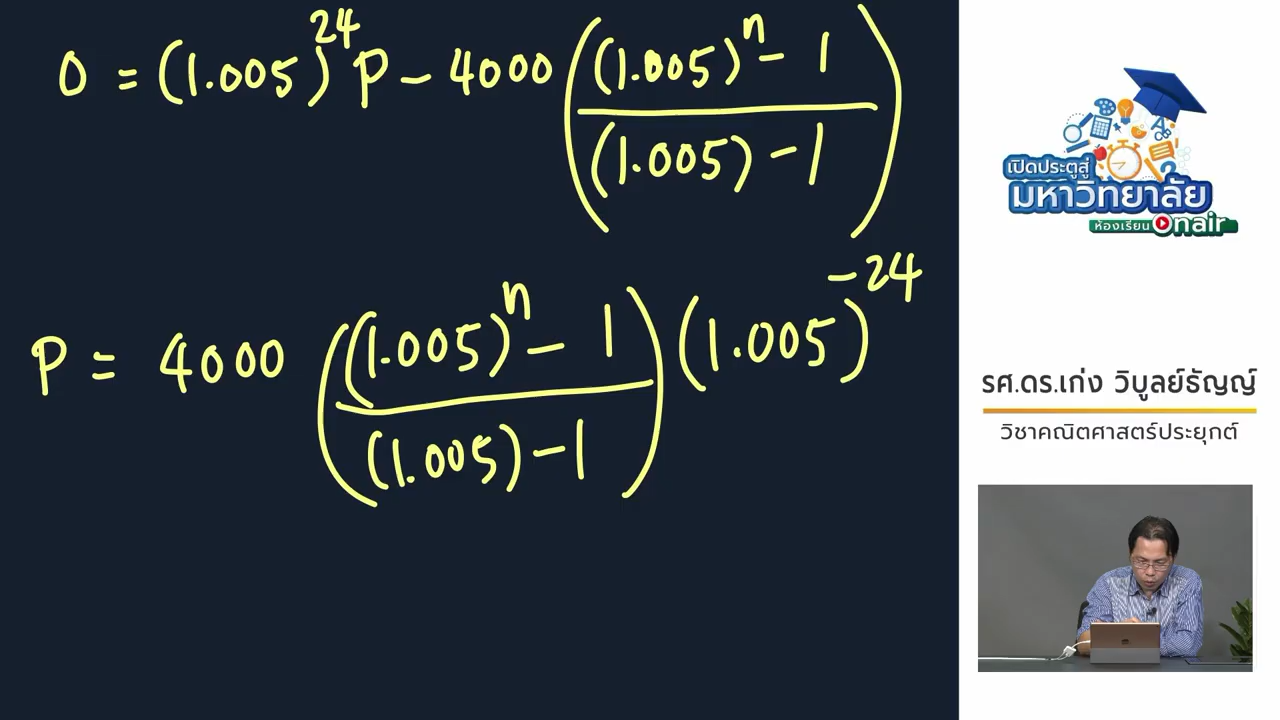 0 = (1.005)^24 P - 4000 (((1.005)^n - 1) / ((1.005) - 1))
P = 4000 (((1.005)^n - 1) / ((1.005) - 1)) (1.005)^-24
เปิดประตูสู่
มหาวิทยาลัย
ห้องเรียน Onair
รศ.ดร.เก่ง วิบูลย์ธัญญ์
วิชาคณิตศาสตร์ประยุกต์